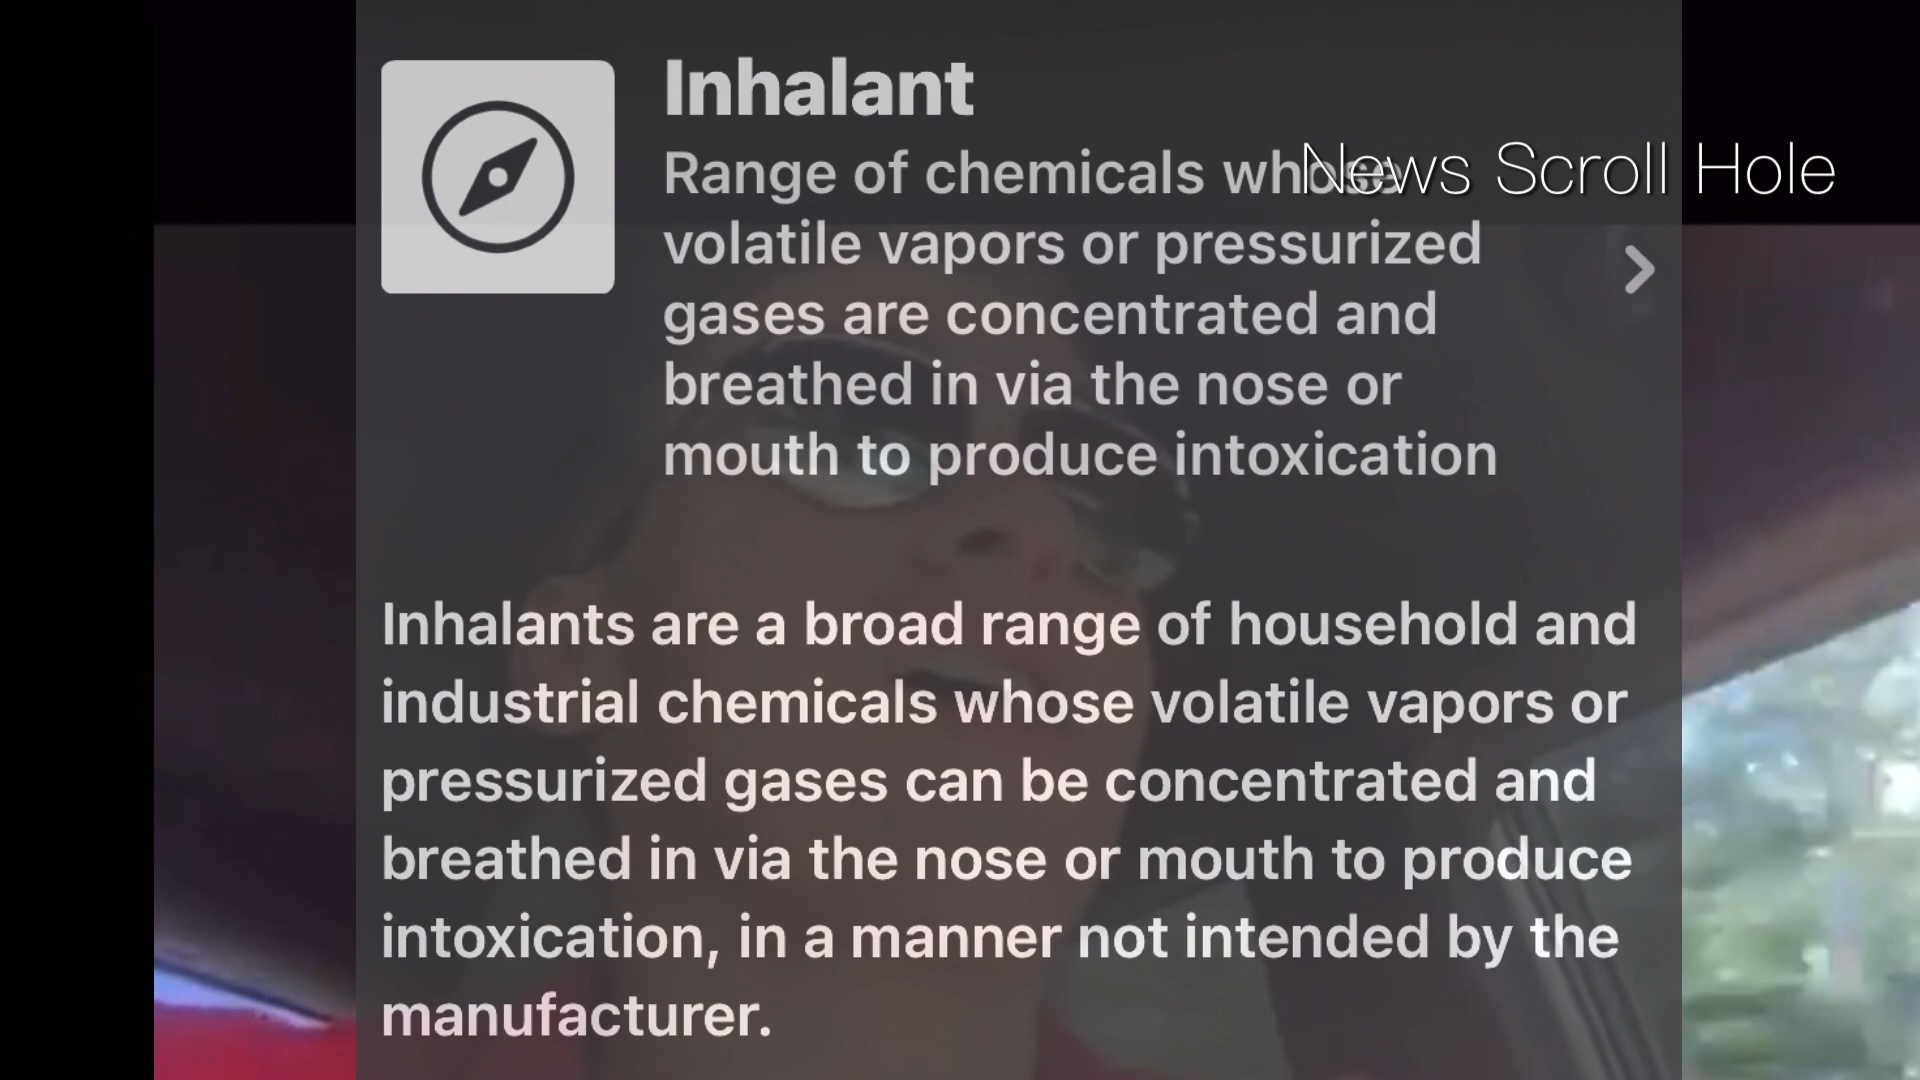 Inhalant
News Scroll Hole
Range of chemicals whose
volatile vapors or pressurized
gases are concentrated and
breathed in via the nose or
mouth to produce intoxication
Inhalants are a broad range of household and
industrial chemicals whose volatile vapors or
pressurized gases can be concentrated and
breathed in via the nose or mouth to produce
intoxication, in a manner not intended by the
manufacturer.